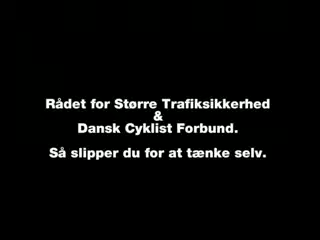 Rådet for Større Trafiksikkerhed
&
Dansk Cyklist Forbund.
Så slipper du for at tænke selv.